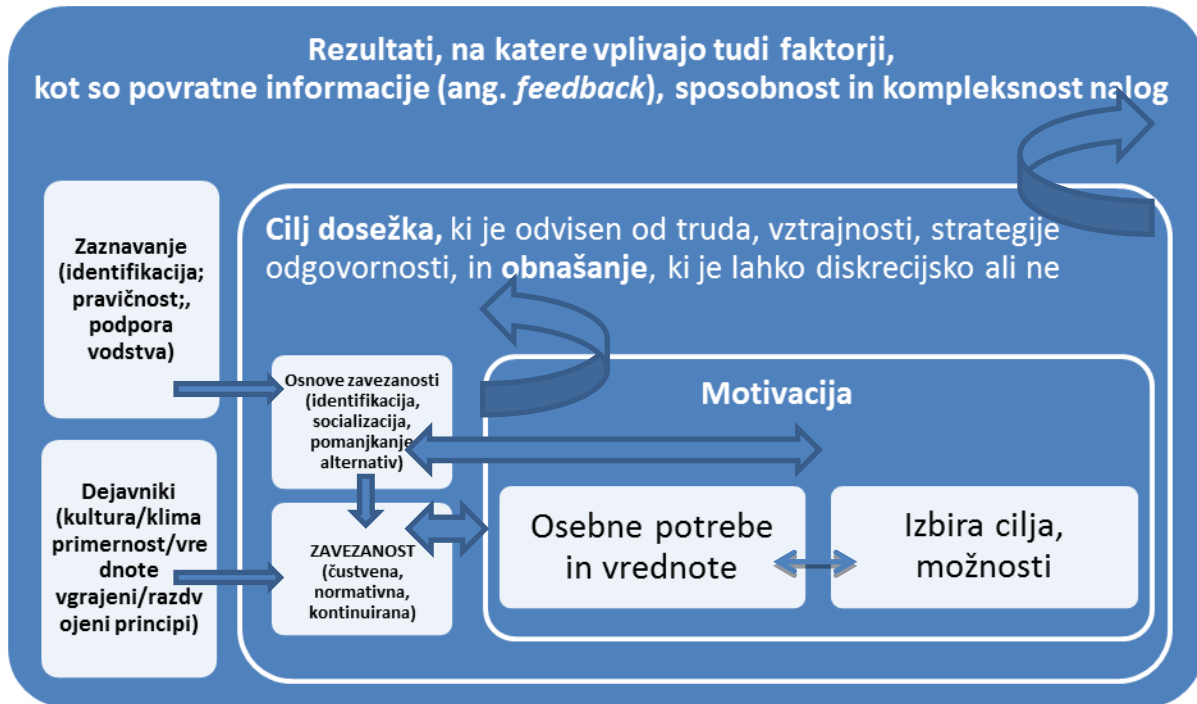 Rezultati, na katere vplivajo tudi faktorji,
kot so povratne informacije (ang. feedback), sposobnost in kompleksnost nalog
Zaznavanje
(identifikacija;
pravičnost;,
podpora
vodstva)
Cilj dosežka, ki je odvisen od truda, vztrajnosti, strategije
odgovornosti, in obnašanje, ki je lahko diskrecijsko ali ne
Osnove zavezanosti
(identifikacija,
socializacija,
pomanjkanje
alternativ)
Motivacija
Dejavniki
(kultura/klima
primernost/vre
dnote
vgrajeni/razdv
ojeni principi)
ZAVEZANOST
(čustvena,
normativna,
kontinuirana)
Osebne potrebe
in vrednote
Izbira cilja,
možnosti